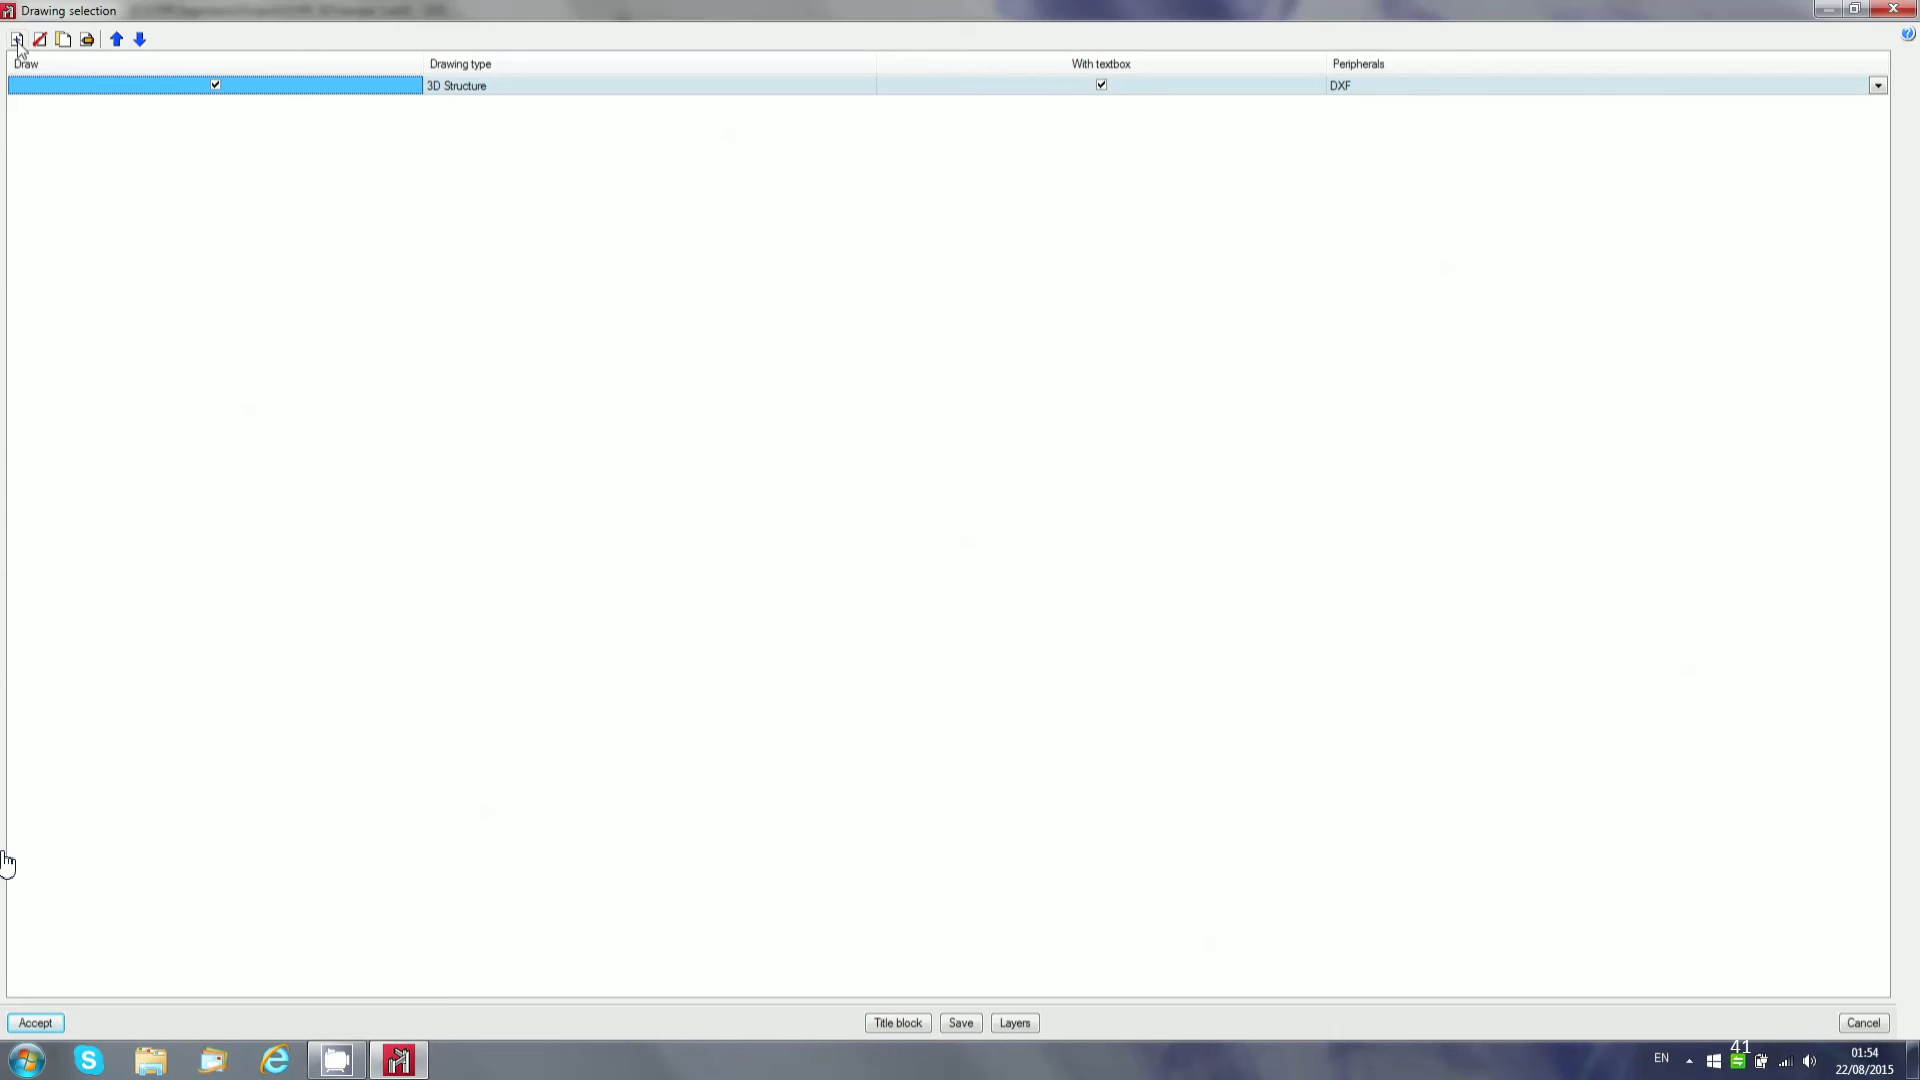 Drawing selection
Draw
Drawing type
With textbox
Peripherals
3D Structure
DXF
Accept
Title block
Save
Layers
Cancel
EN
41
01:54
22/08/2015